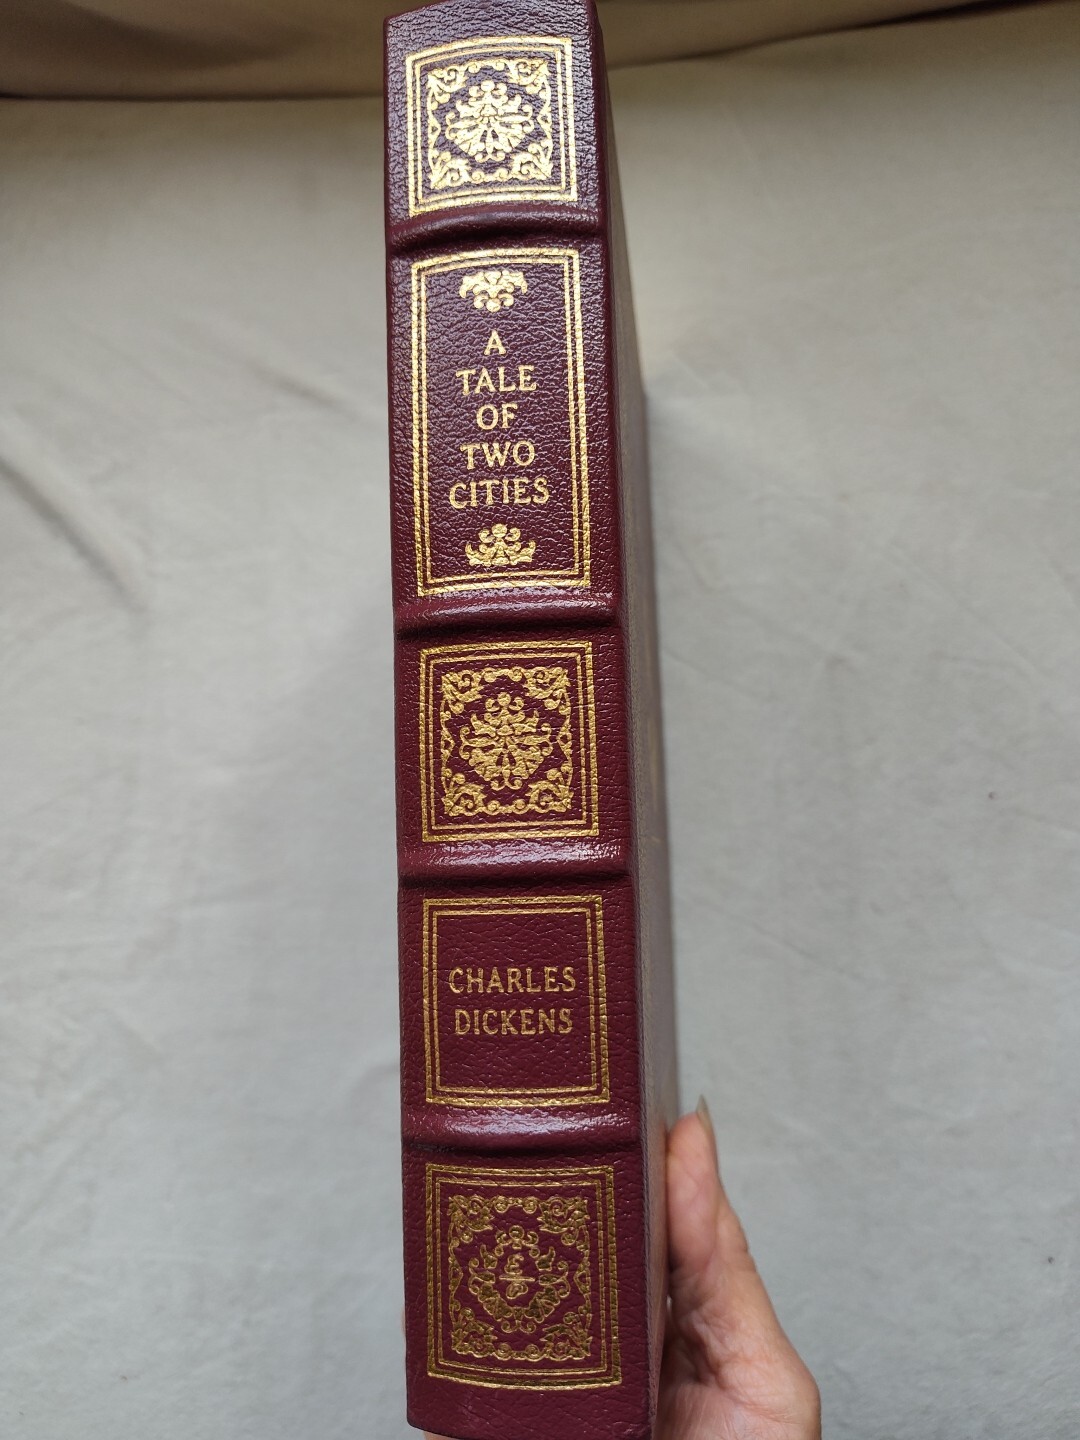 A
TALE
OF
TWO
CITIES
CHARLES
DICKENS